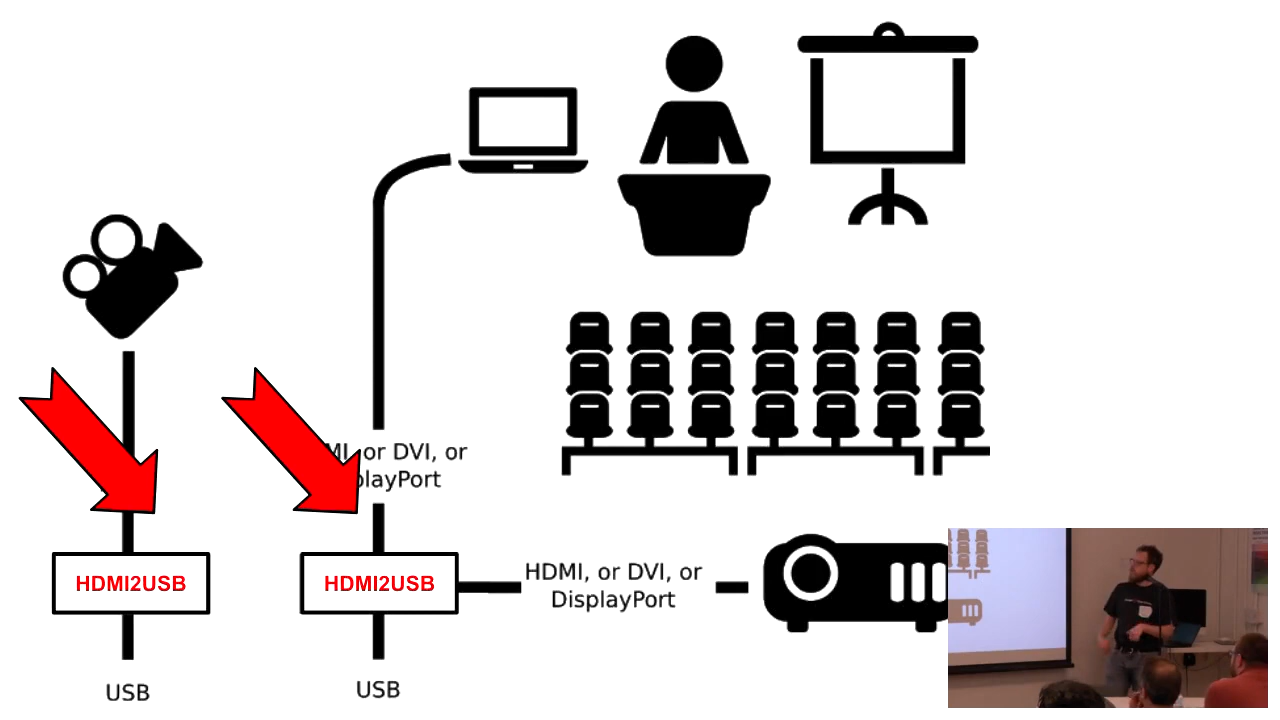 MI, or DVI, or
playPort
HDMI2USB
HDMI2USB
HDMI, or DVI, or
DisplayPort
USB
USB